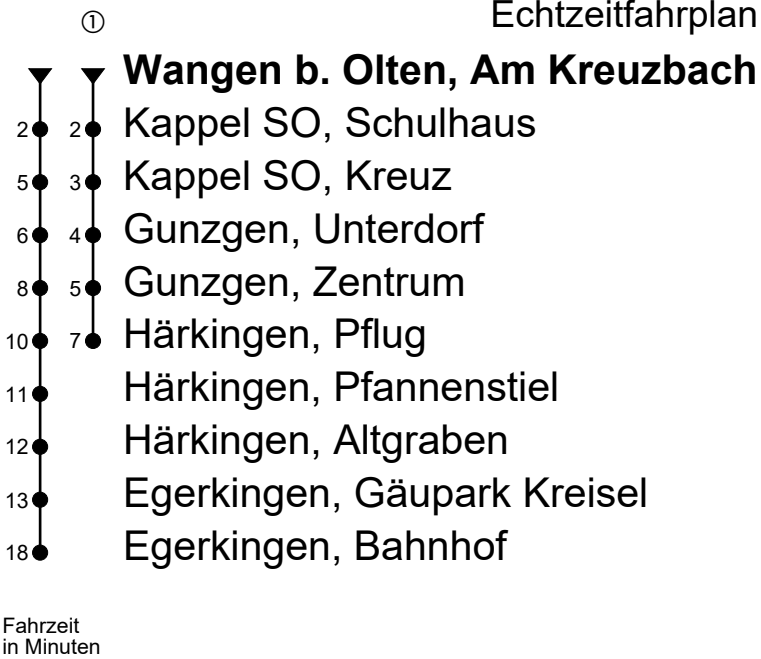 ① Echtzeitfahrplan
Wangen b. Olten, Am Kreuzbach
2 2 Kappel SO, Schulhaus
5 3 Kappel SO, Kreuz
6 4 Gunzgen, Unterdorf
8 5 Gunzgen, Zentrum
10 7 Härkingen, Pflug
11 Härkingen, Pfannenstiel
12 Härkingen, Altgraben
13 Egerkingen, Gäupark Kreisel
18 Egerkingen, Bahnhof
Fahrzeit
in Minuten